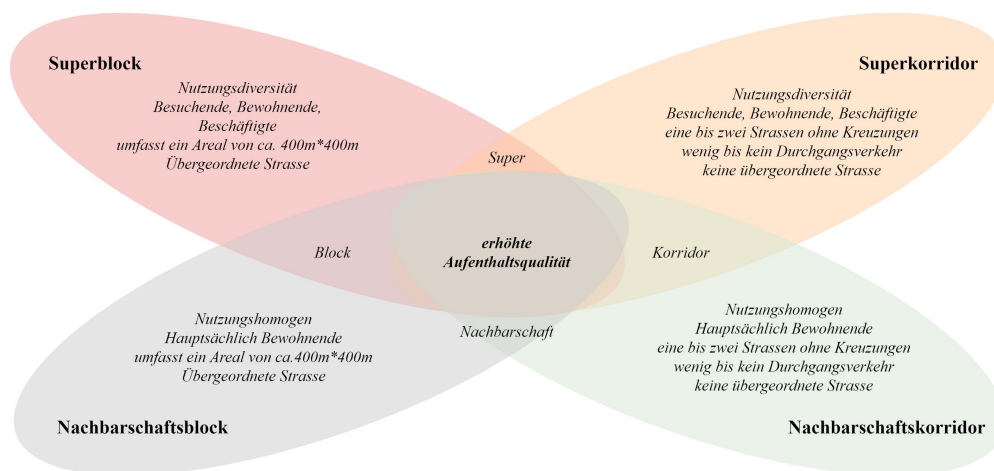 Superblock
Nutzungsdiversität
Besuchende, Bewohnende,
Beschäftigte
umfasst ein Areal von ca. 400m*400m
Übergeordnete Strasse
Superkorridor
Nutzungsdiversität
Besuchende, Bewohnende, Beschäftigte
eine bis zwei Strassen ohne Kreuzungen
wenig bis kein Durchgangsverkehr
keine übergeordnete Strasse
Super
Block
erhöhte
Aufenthaltsqualität
Korridor
Nachbarschaft
Nutzungshomogen
Hauptsächlich Bewohnende
umfasst ein Areal von ca.400m*400m
Übergeordnete Strasse
Nachbarschaftsblock
Nutzungshomogen
Hauptsächlich Bewohnende
eine bis zwei Strassen ohne Kreuzungen
wenig bis kein Durchgangsverkehr
keine übergeordnete Strasse
Nachbarschaftskorridor